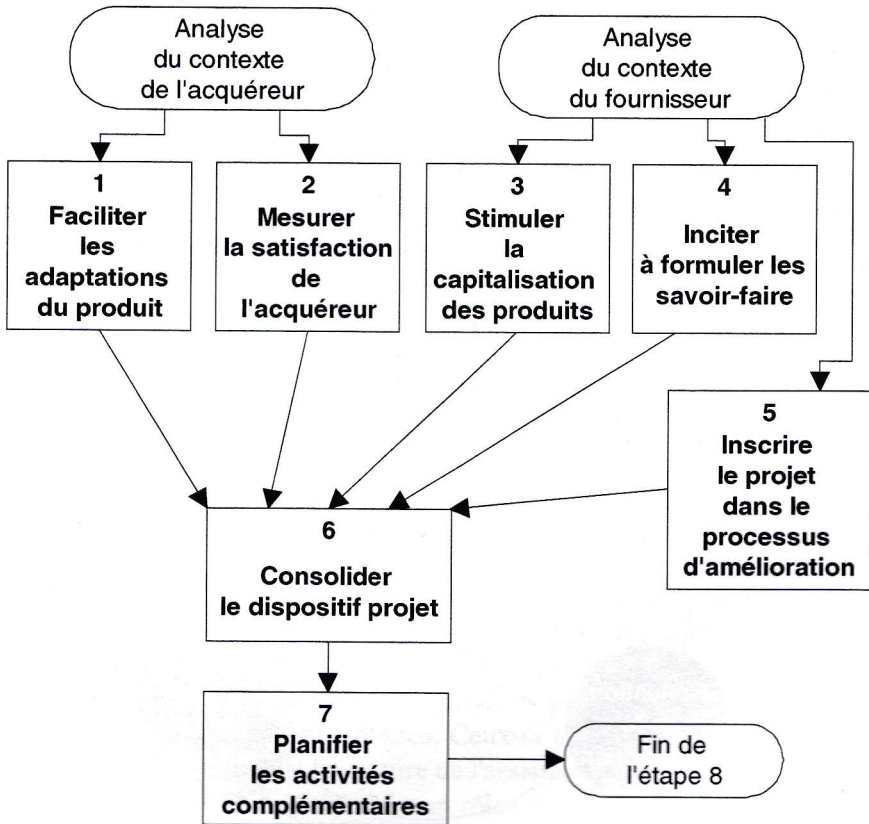 Analyse
du contexte
de l'acquéreur
Analyse
du contexte
du fournisseur
1
Faciliter
les
adaptations
du produit
2
Mesurer
la satisfaction
de
l'acquéreur
3
Stimuler
la
capitalisation
des produits
4
Inciter
à formuler les
savoir-faire
5
Inscrire
le projet
dans le
processus
d'amélioration
6
Consolider
le dispositif projet
7
Planifier
les activités
complémentaires
Fin de
l'étape 8